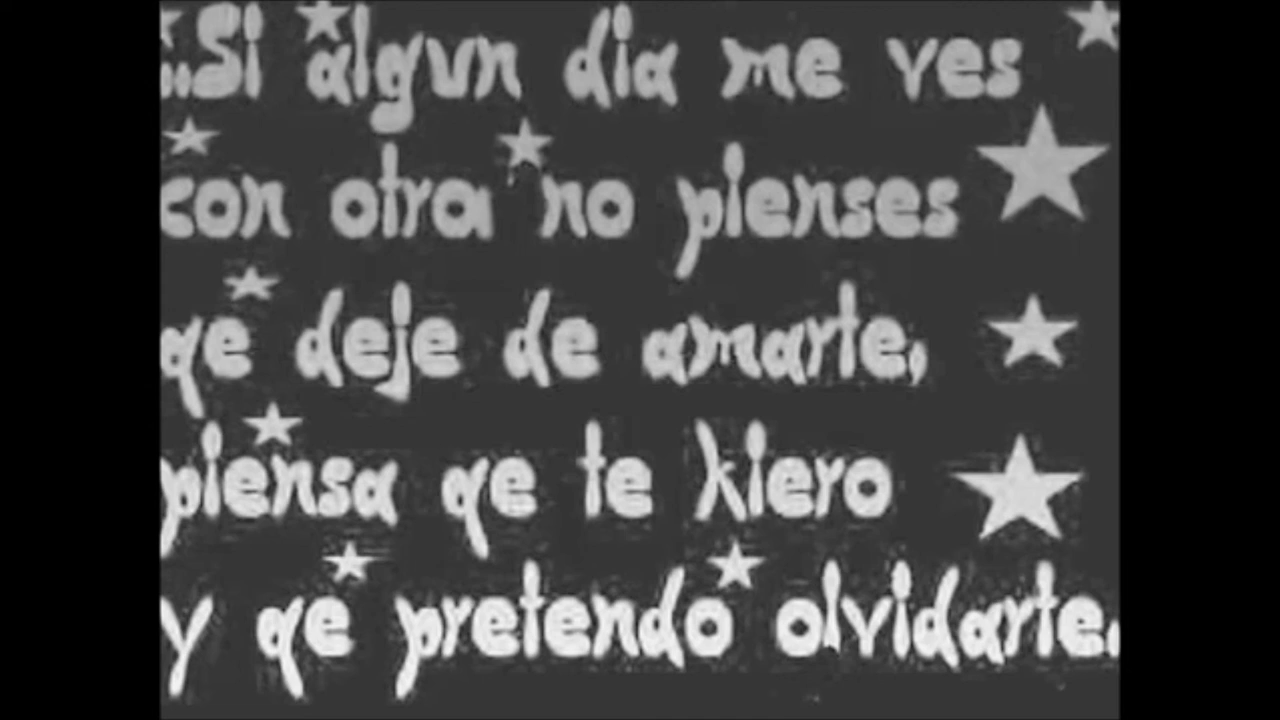 ..Si algun dia me ves
con otra no pienses
qe deje de amarte,
piensa qe te kiero
y qe pretendo olvidarte.